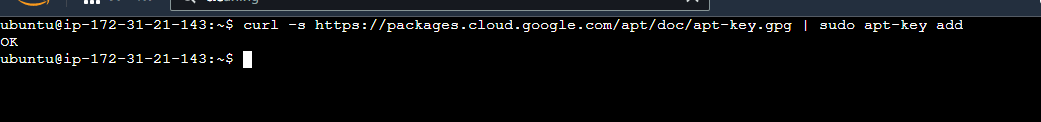 ubuntu@ip-172-31-21-143:~$ curl -s https://packages.cloud.google.com/apt/doc/apt-key.gpg | sudo apt-key add
OK
ubuntu@ip-172-31-21-143:~$